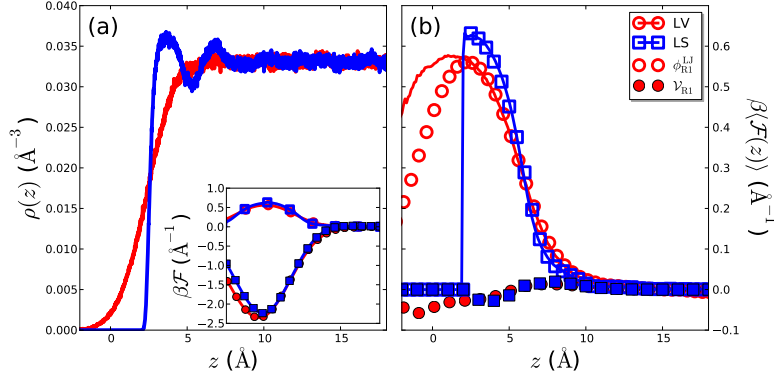 (a)
0.040
0.035
0.030
0.025
0.020
0.015
0.010
0.005
0.000
ρ(z) (Å⁻³)
0 5 10 15
z (Å)
1.0
0.5
0.0
−0.5
−1.0
−1.5
−2.0
−2.5
βℱ (Å⁻¹)
(b)
LV
LS
ϕ_R1^LJ
𝒱_R1
0.6
0.5
0.4
0.3
0.2
0.1
0.0
−0.1
β⟨ℱ(z)⟩ (Å⁻¹)
0 5 10 15
z (Å)